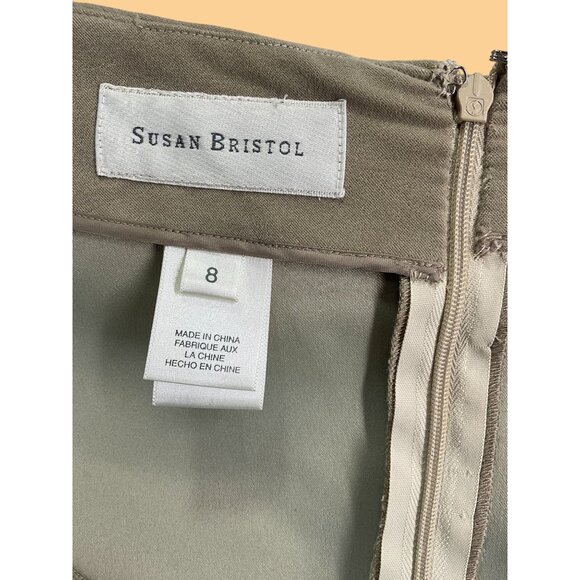 SUSAN BRISTOL
8
MADE IN CHINA
FABRIQUE AUX
LA CHINE
HECHO EN CHINE